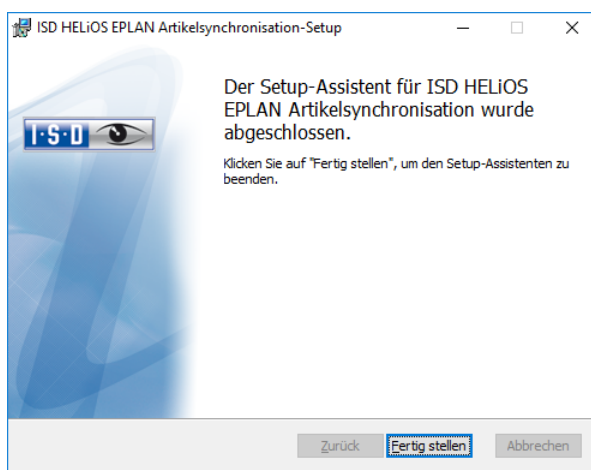 ISD HELiOS EPLAN Artikelsynchronisation-Setup
Der Setup-Assistent für ISD HELiOS
EPLAN Artikelsynchronisation wurde
abgeschlossen.
I·S·D
Klicken Sie auf "Fertig stellen", um den Setup-Assistenten zu
beenden.
Zurück
Fertig stellen
Abbrechen